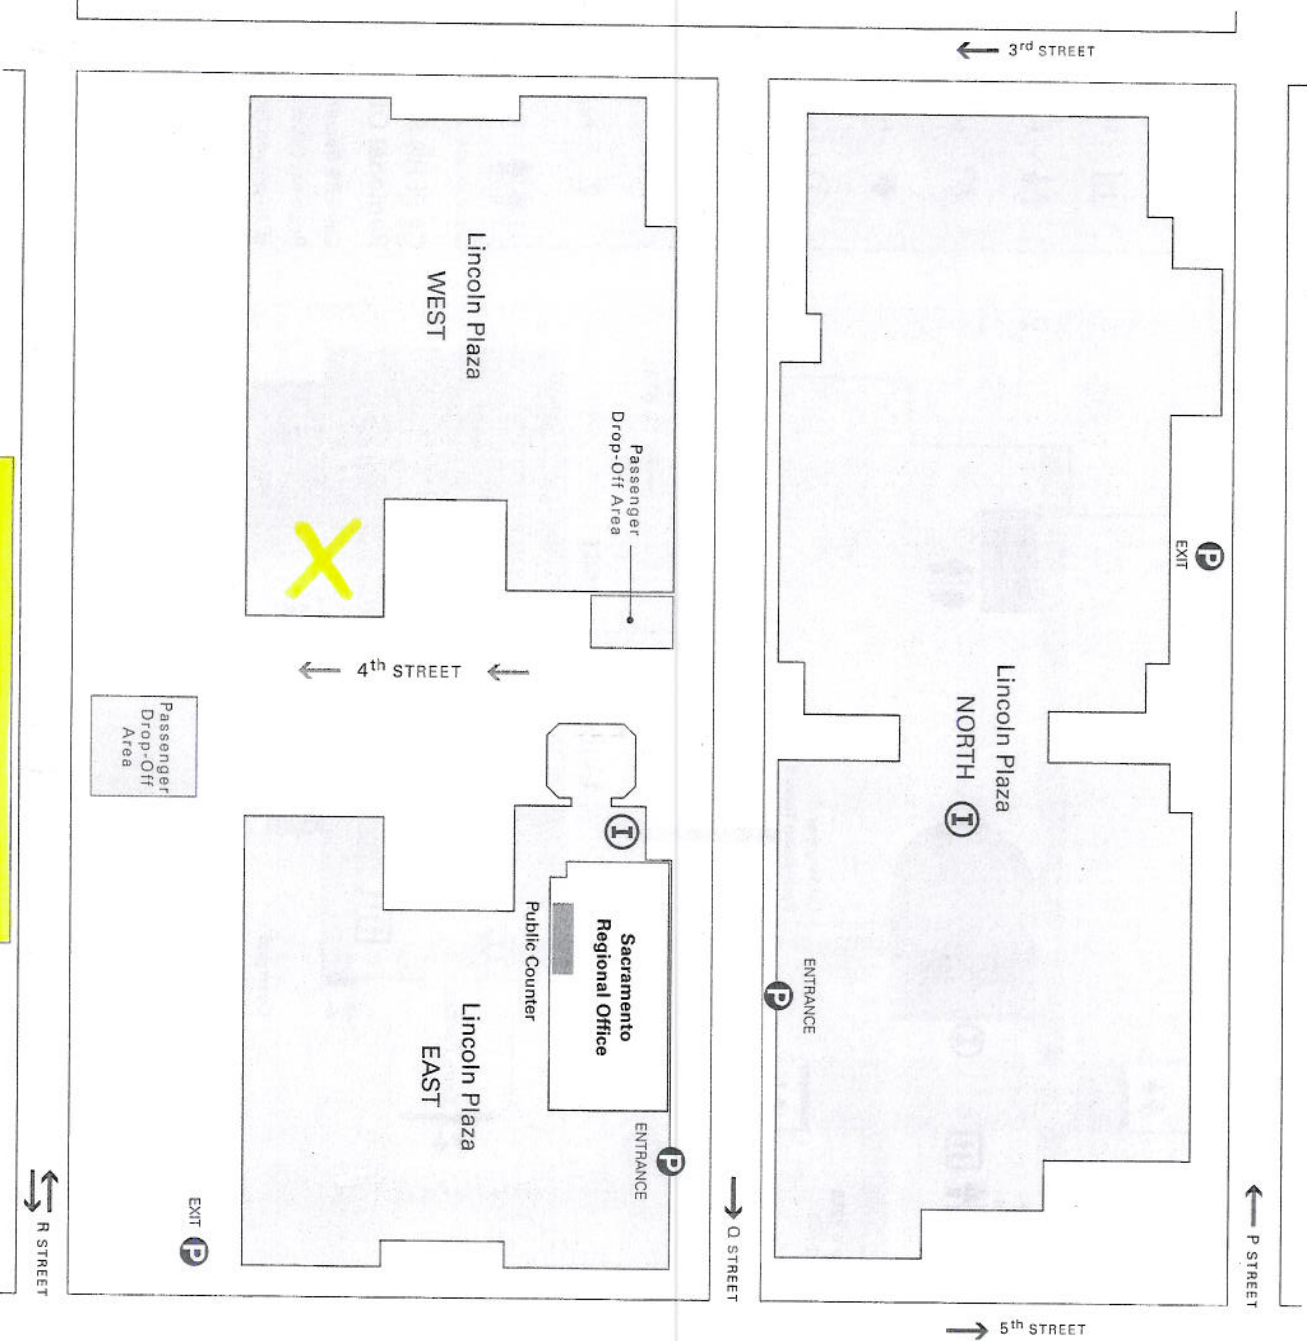 3rd STREET
Lincoln Plaza
WEST
Passenger
Drop-Off Area
P
EXIT
4th STREET
Lincoln Plaza
NORTH
I
Passenger
Drop-Off
Area
I
Sacramento
Regional Office
Public Counter
P
ENTRANCE
Lincoln Plaza
EAST
P
ENTRANCE
EXIT P
R STREET
Q STREET
P STREET
5th STREET